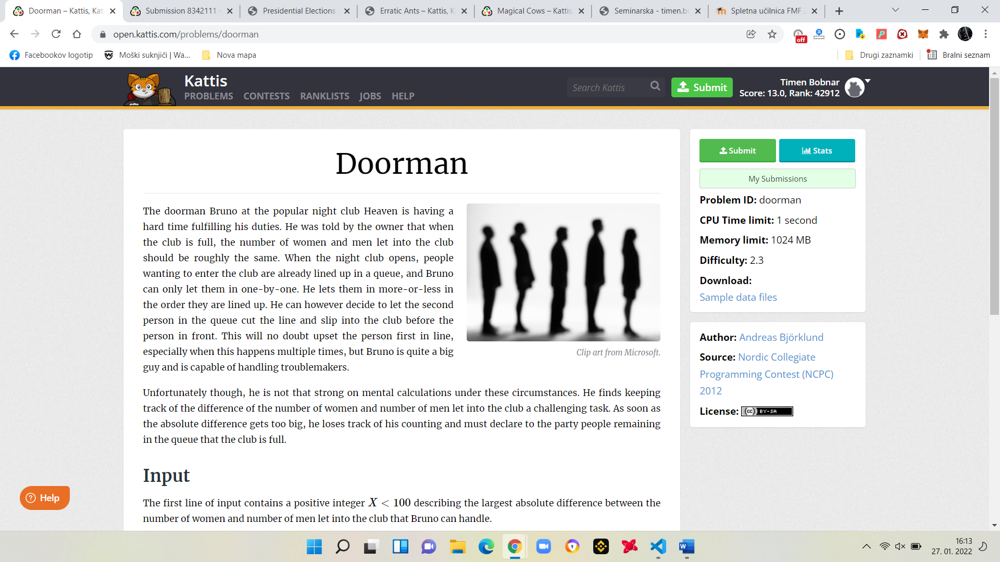 Doorman – Kattis, Kat
Submission 8342111 -
Presidential Elections
Erratic Ants – Kattis, K
Magical Cows – Kattis,
Seminarska - timen.bo
Spletna učilnica FMF 2
open.kattis.com/problems/doorman
off
Facebookov logotip
Moški suknjiči | Wa...
Nova mapa
Drugi zaznamki
Bralni seznam
Kattis
PROBLEMS CONTESTS RANKLISTS JOBS HELP
Search Kattis
Submit
Timen Bobnar
Score: 13.0, Rank: 42912
Doorman
The doorman Bruno at the popular night club Heaven is having a
hard time fulfilling his duties. He was told by the owner that when
the club is full, the number of women and men let into the club
should be roughly the same. When the night club opens, people
wanting to enter the club are already lined up in a queue, and Bruno
can only let them in one-by-one. He lets them in more-or-less in
the order they are lined up. He can however decide to let the second
person in the queue cut the line and slip into the club before the
person in front. This will no doubt upset the person first in line,
especially when this happens multiple times, but Bruno is quite a big
guy and is capable of handling troublemakers.
Clip art from Microsoft.
Unfortunately though, he is not that strong on mental calculations under these circumstances. He finds keeping
track of the difference of the number of women and number of men let into the club a challenging task. As soon as
the absolute difference gets too big, he loses track of his counting and must declare to the party people remaining
in the queue that the club is full.
Input
The first line of input contains a positive integer X < 100 describing the largest absolute difference between the
number of women and number of men let into the club that Bruno can handle.
Submit
Stats
My Submissions
Problem ID: doorman
CPU Time limit: 1 second
Memory limit: 1024 MB
Difficulty: 2.3
Download:
Sample data files
Author: Andreas Björklund
Source: Nordic Collegiate
Programming Contest (NCPC)
2012
License: (cc) BY-SA
Help
16:13
27. 01. 2022